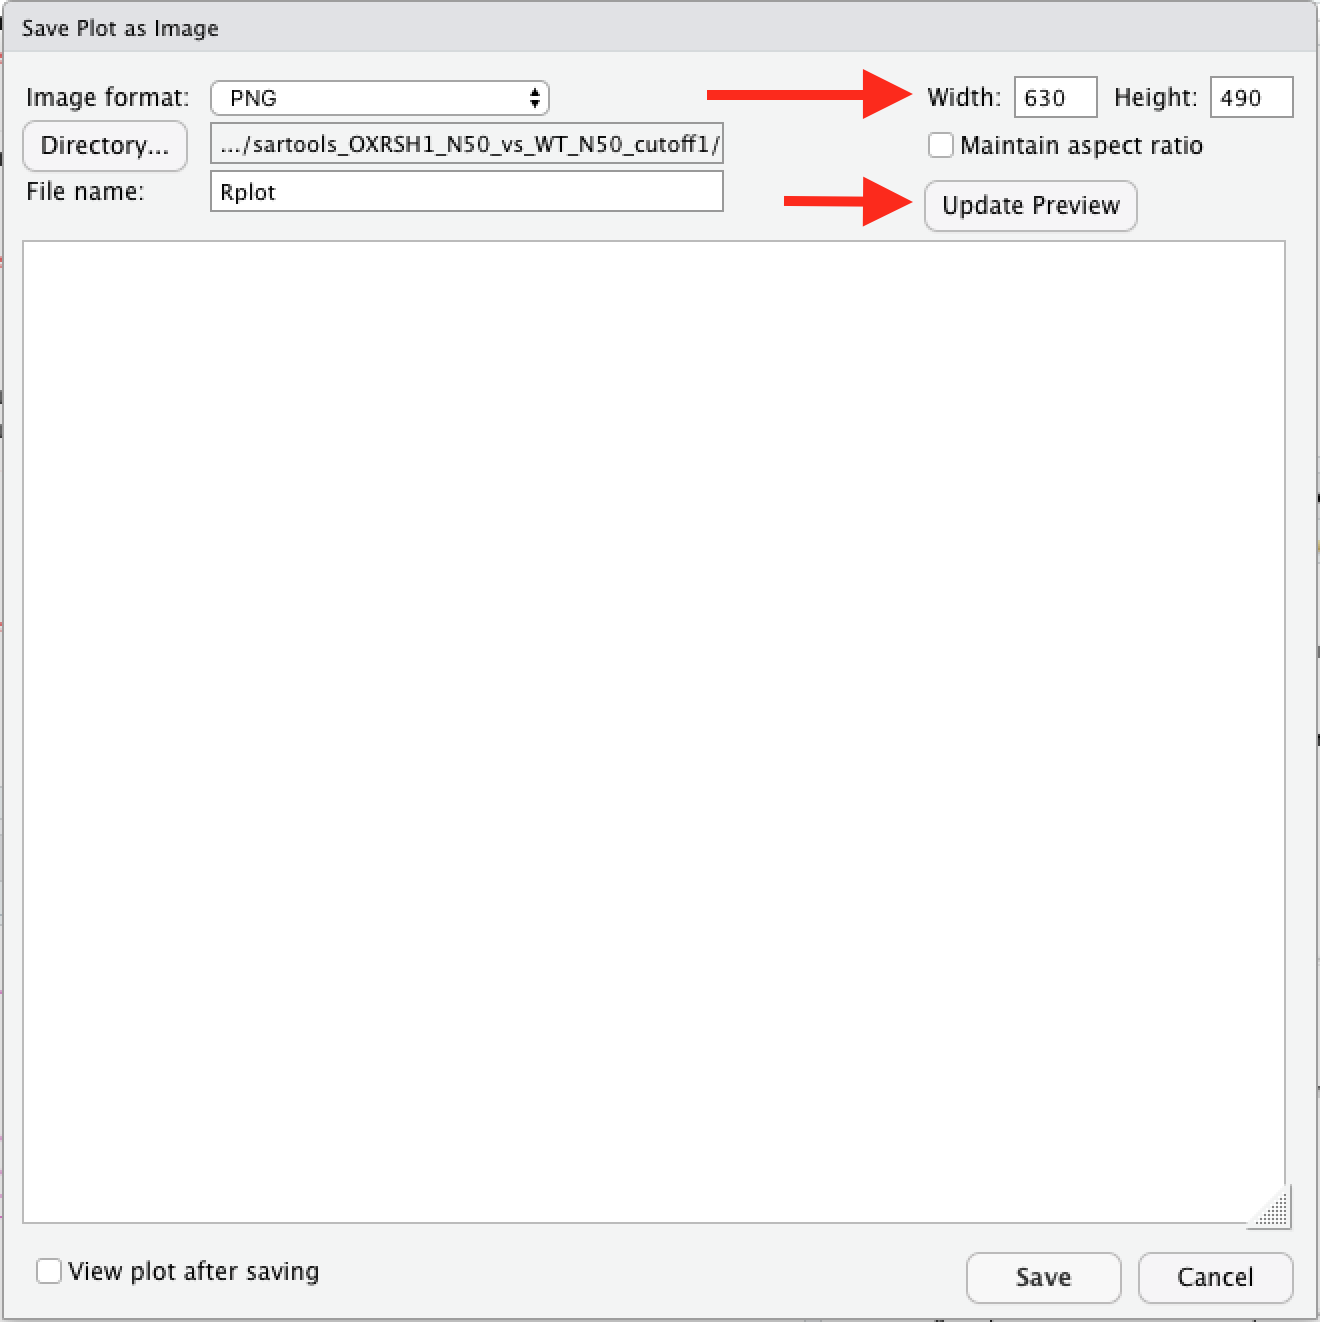 Save Plot as Image
Image format: PNG Width: 630 Height: 490
Directory... .../sartools_OXRSH1_N50_vs_WT_N50_cutoff1/ Maintain aspect ratio
File name: Rplot Update Preview
View plot after saving Save Cancel